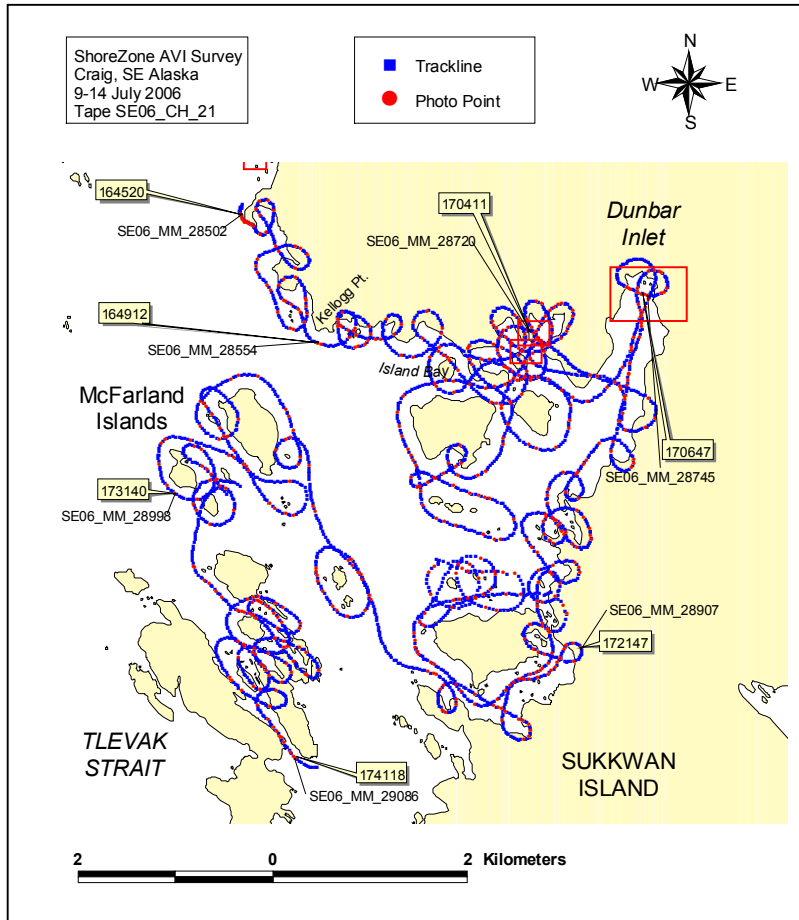 ShoreZone AVI Survey
Craig, SE Alaska
9-14 July 2006
Tape SE06_CH_21
Trackline
Photo Point
N
W
E
S
164520
SE06_MM_28502
170411
SE06_MM_28720
Dunbar
Inlet
Kellogg Pt.
164912
SE06_MM_28554
Island Bay
McFarland
Islands
170647
SE06_MM_28745
173140
SE06_MM_28998
SE06_MM_28907
172147
TLEVAK
STRAIT
174118
SE06_MM_29086
SUKKWAN
ISLAND
2 0 2 Kilometers